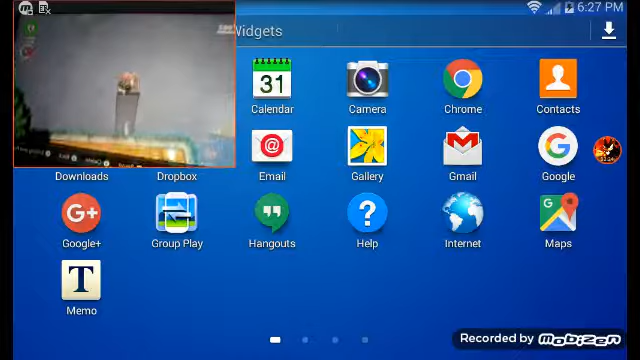 6:27 PM
Widgets
31
Calendar
Camera
Chrome
Contacts
Downloads
Dropbox
@
Email
Gallery
Gmail
G
Google
G+
Google+
Group Play
Hangouts
?
Help
Internet
G
Maps
T
Memo
Recorded by Mobizen